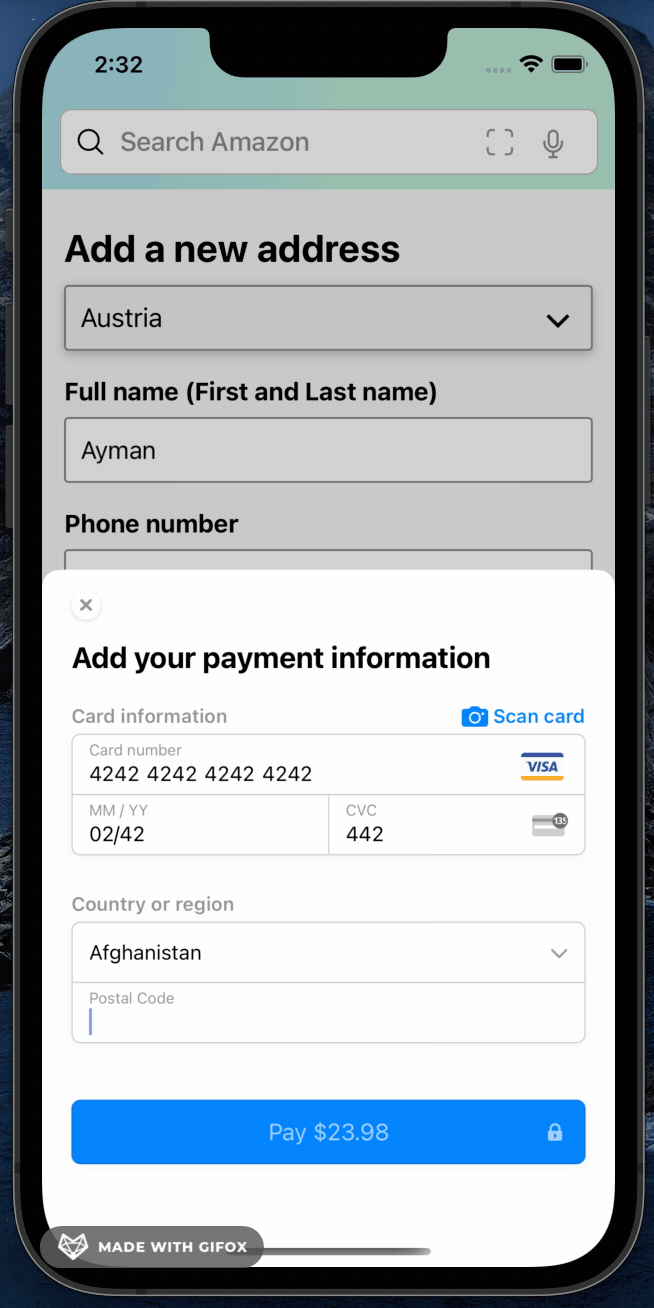 2:32
Search Amazon
Add a new address
Austria
Full name (First and Last name)
Ayman
Phone number
Add your payment information
Card information
Scan card
Card number
4242 4242 4242 4242
VISA
MM / YY
02/42
CVC
442
135
Country or region
Afghanistan
Postal Code
Pay $23.98
MADE WITH GIFOX